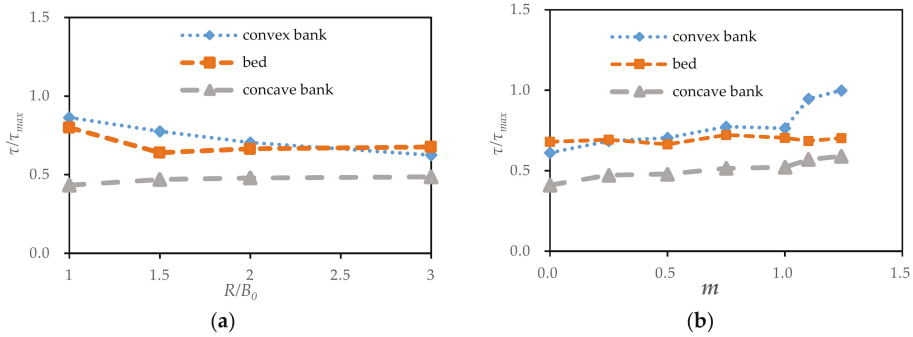 1.5
1.0
0.5
0.0
τ/τmax
convex bank
bed
concave bank
1 1.5 2 2.5 3
R/B0
(a)
1.5
1.0
0.5
0.0
τ/τmax
convex bank
bed
concave bank
0.0 0.5 1.0 1.5
m
(b)